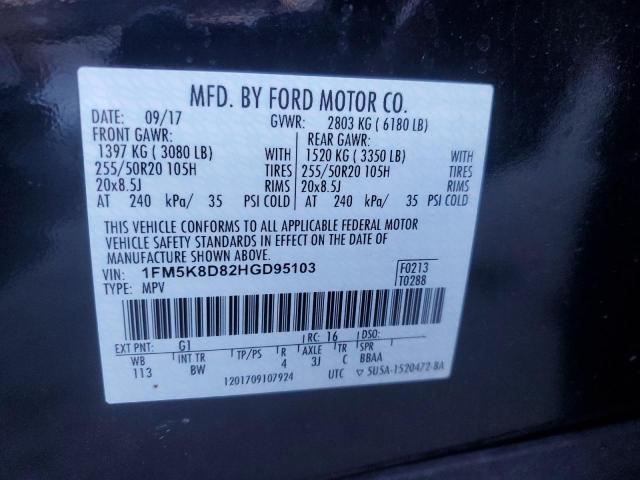 MFD. BY FORD MOTOR CO.
DATE: 09/17 GVWR: 2803 KG ( 6180 LB)
FRONT GAWR: REAR GAWR:
1397 KG ( 3080 LB) WITH 1520 KG ( 3350 LB) WITH
255/50R20 105H TIRES 255/50R20 105H TIRES
20x8.5J RIMS 20x8.5J RIMS
AT 240 kPa/ 35 PSI COLD AT 240 kPa/ 35 PSI COLD
THIS VEHICLE CONFORMS TO ALL APPLICABLE FEDERAL MOTOR
VEHICLE SAFETY STANDARDS IN EFFECT ON THE DATE OF
MANUFACTURE SHOWN ABOVE.
VIN: 1FM5K8D82HGD95103 F0213
TYPE: MPV T0288
EXT PNT: G1 RC: 16 DSO:
WB INT TR TP/PS R AXLE TR SPR
113 BW 4 3J C BBAA
1201709107924 UTC ▽ 5U5A-1520472-BA